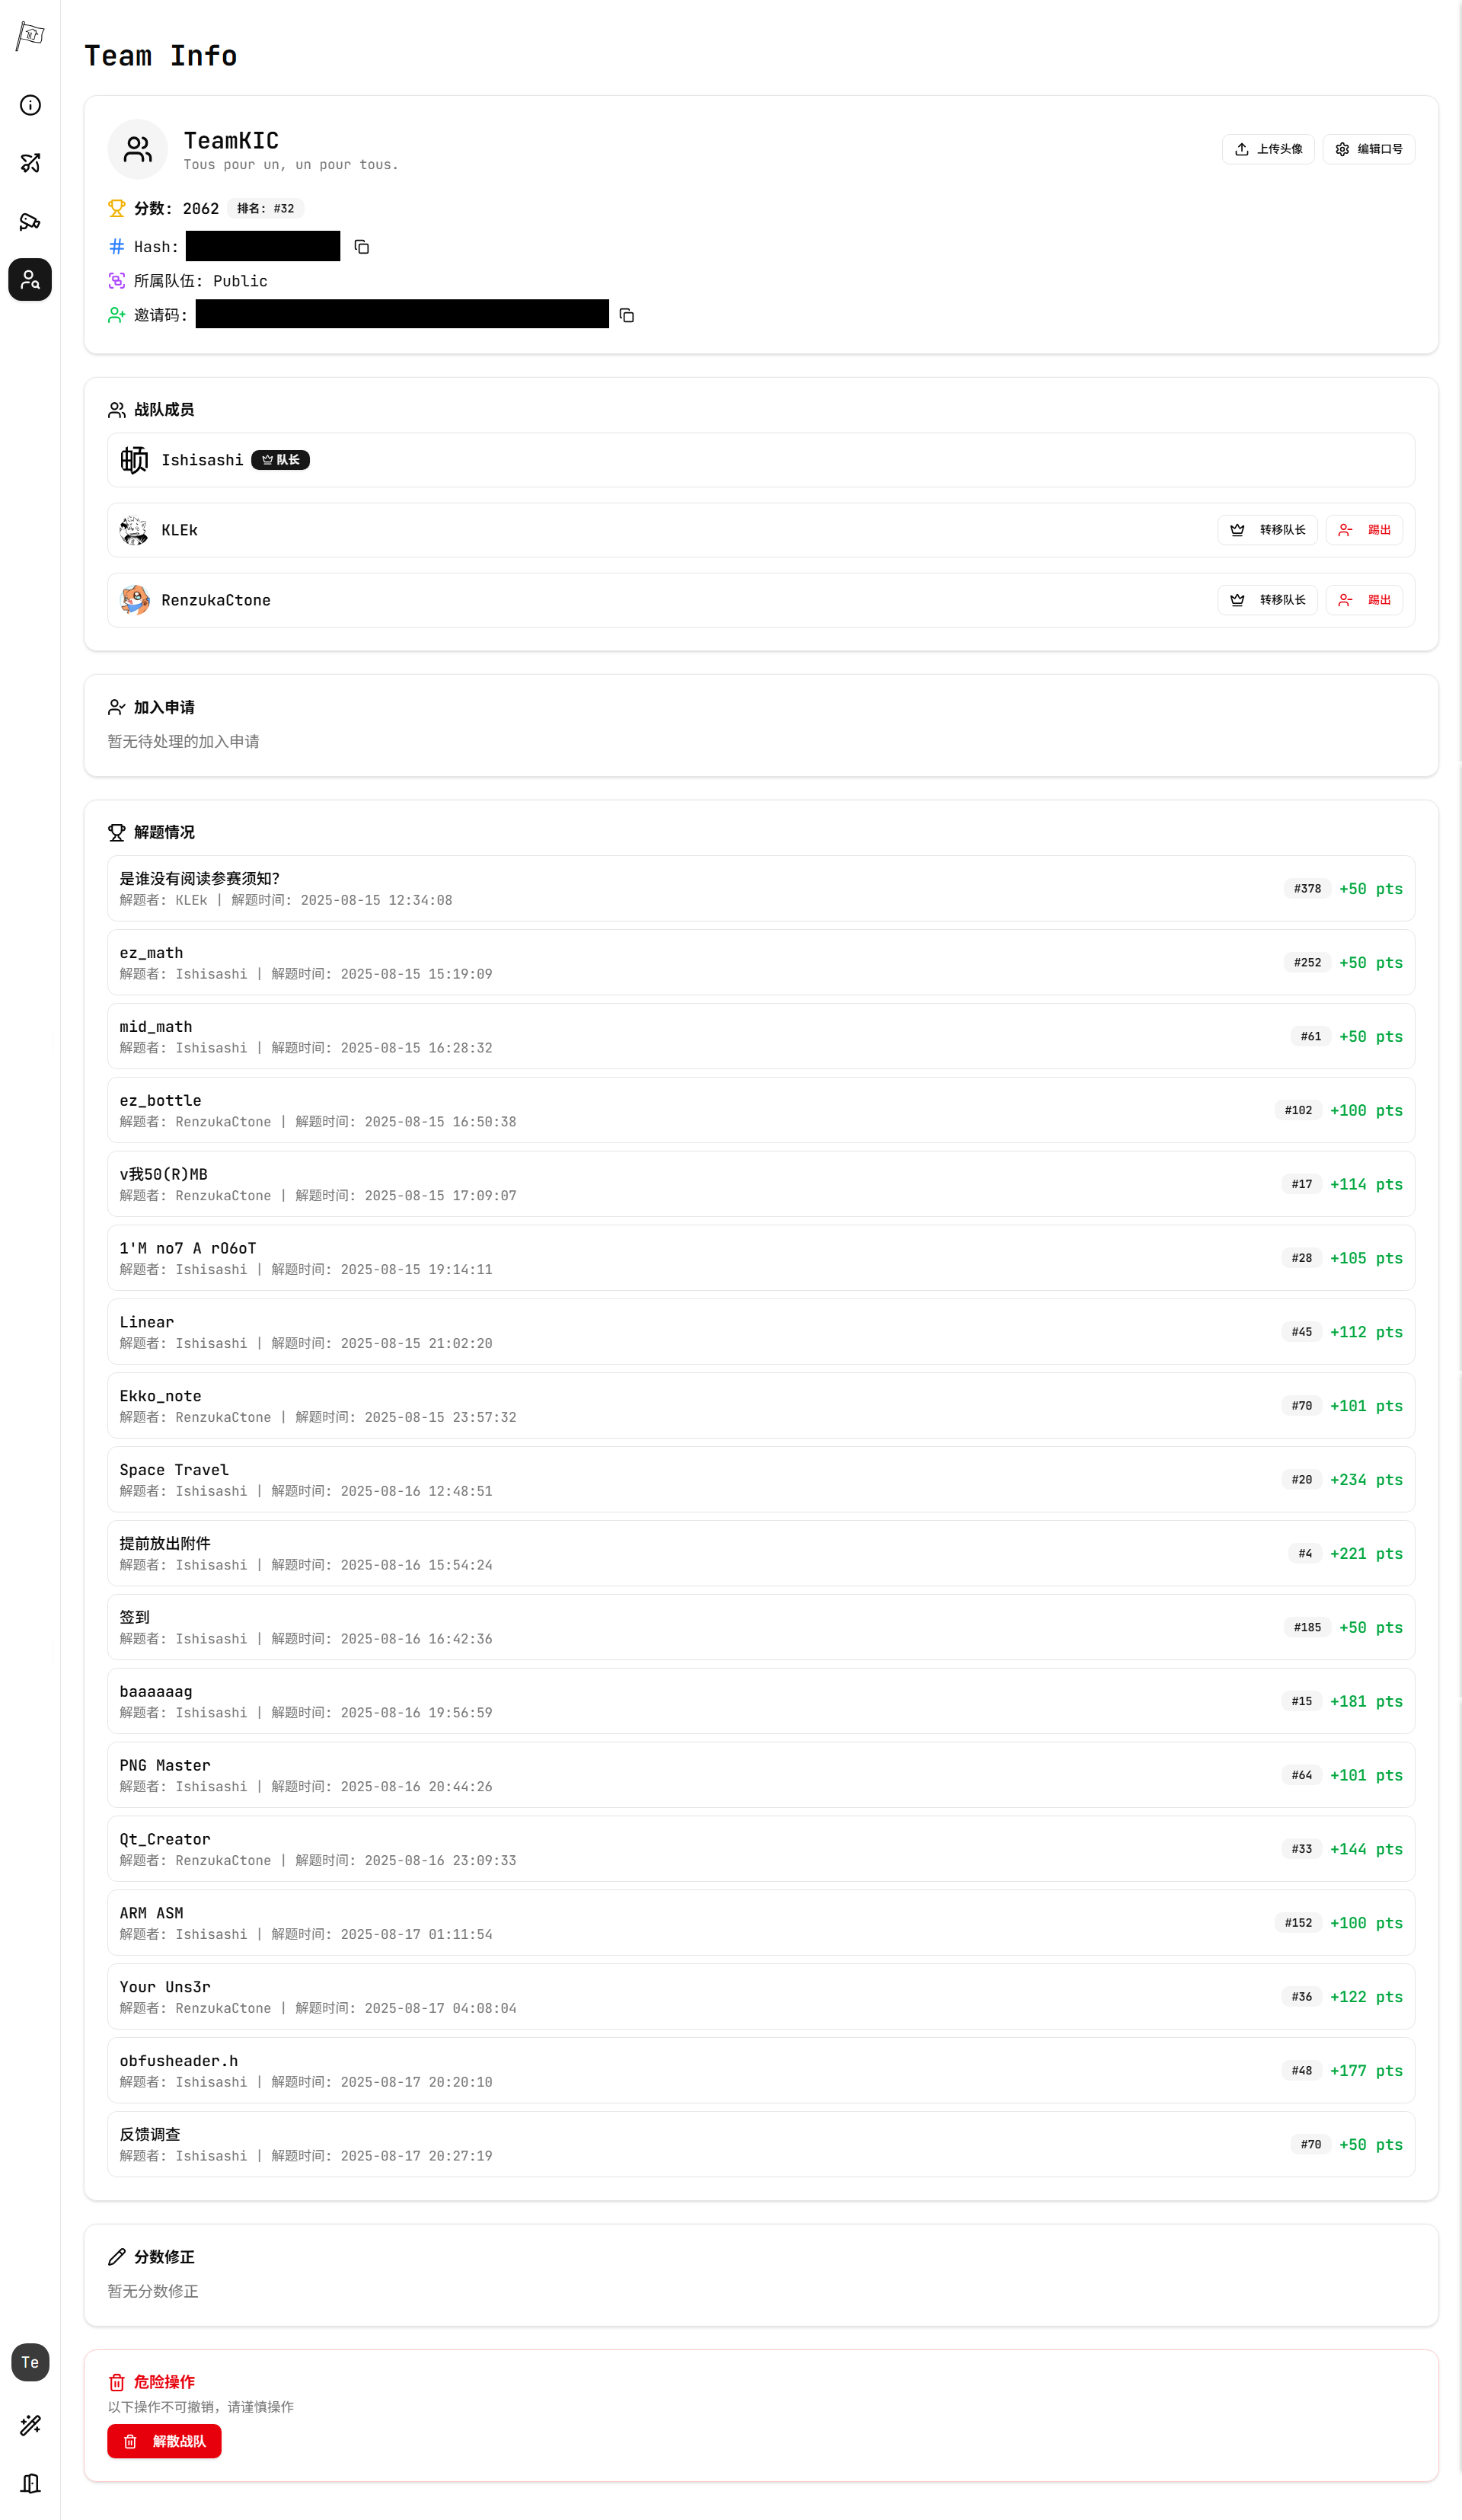 Team Info
TeamKIC
Tous pour un, un pour tous.
上传头像
编辑口号
分数: 2062 排名: #32
Hash:
所属队伍: Public
邀请码:
战队成员
Ishisashi 队长
KLEk 转移队长 踢出
RenzukaCtone 转移队长 踢出
加入申请
暂无待处理的加入申请
解题情况
是谁没有阅读参赛须知?
解题者: KLEk | 解题时间: 2025-08-15 12:34:08
#378 +50 pts
ez_math
解题者: Ishisashi | 解题时间: 2025-08-15 15:19:09
#252 +50 pts
mid_math
解题者: Ishisashi | 解题时间: 2025-08-15 16:28:32
#61 +50 pts
ez_bottle
解题者: RenzukaCtone | 解题时间: 2025-08-15 16:50:38
#102 +100 pts
v我50(R)MB
解题者: RenzukaCtone | 解题时间: 2025-08-15 17:09:07
#17 +114 pts
1'M no7 A rO6oT
解题者: Ishisashi | 解题时间: 2025-08-15 19:14:11
#28 +105 pts
Linear
解题者: Ishisashi | 解题时间: 2025-08-15 21:02:20
#45 +112 pts
Ekko_note
解题者: RenzukaCtone | 解题时间: 2025-08-15 23:57:32
#70 +101 pts
Space Travel
解题者: Ishisashi | 解题时间: 2025-08-16 12:48:51
#20 +234 pts
提前放出附件
解题者: Ishisashi | 解题时间: 2025-08-16 15:54:24
#4 +221 pts
签到
解题者: Ishisashi | 解题时间: 2025-08-16 16:42:36
#185 +50 pts
baaaaaag
解题者: Ishisashi | 解题时间: 2025-08-16 19:56:59
#15 +181 pts
PNG Master
解题者: Ishisashi | 解题时间: 2025-08-16 20:44:26
#64 +101 pts
Qt_Creator
解题者: RenzukaCtone | 解题时间: 2025-08-16 23:09:33
#33 +144 pts
ARM ASM
解题者: Ishisashi | 解题时间: 2025-08-17 01:11:54
#152 +100 pts
Your Uns3r
解题者: RenzukaCtone | 解题时间: 2025-08-17 04:08:04
#36 +122 pts
obfusheader.h
解题者: Ishisashi | 解题时间: 2025-08-17 20:20:10
#48 +177 pts
反馈调查
解题者: Ishisashi | 解题时间: 2025-08-17 20:27:19
#70 +50 pts
分数修正
暂无分数修正
Te
危险操作
以下操作不可撤销，请谨慎操作
解散战队